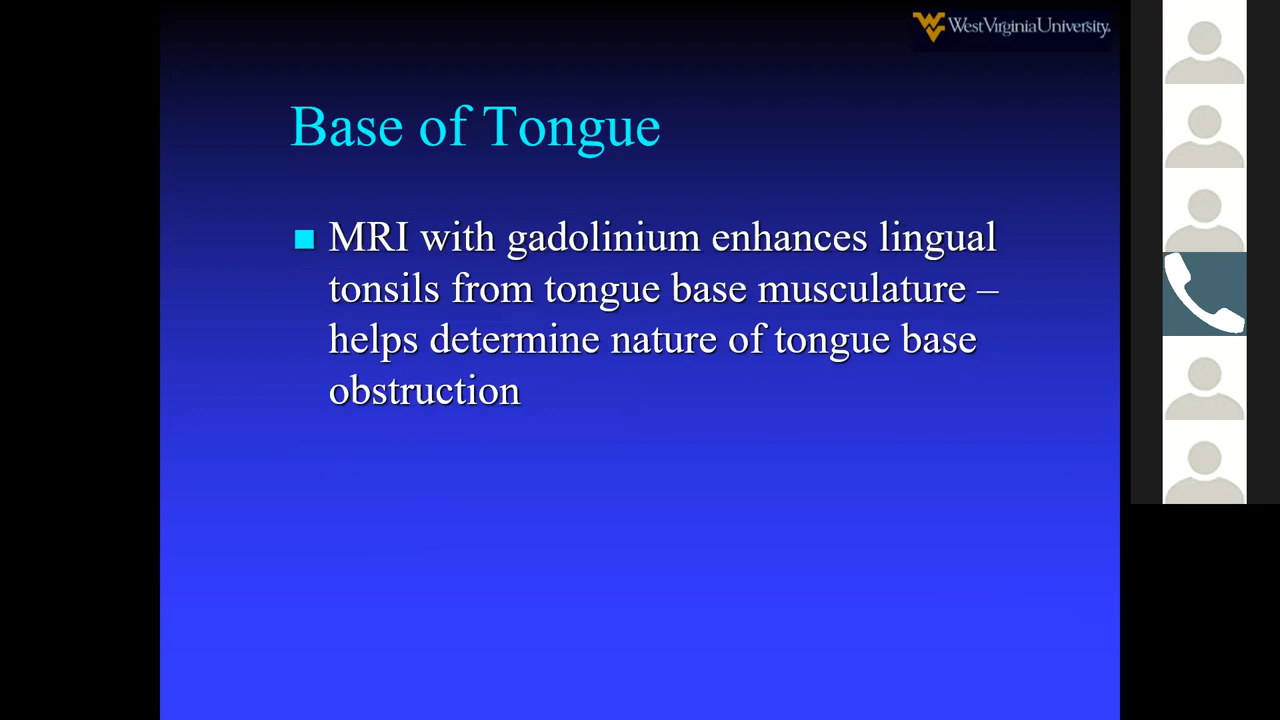 West Virginia University.
Base of Tongue
MRI with gadolinium enhances lingual
tonsils from tongue base musculature –
helps determine nature of tongue base
obstruction